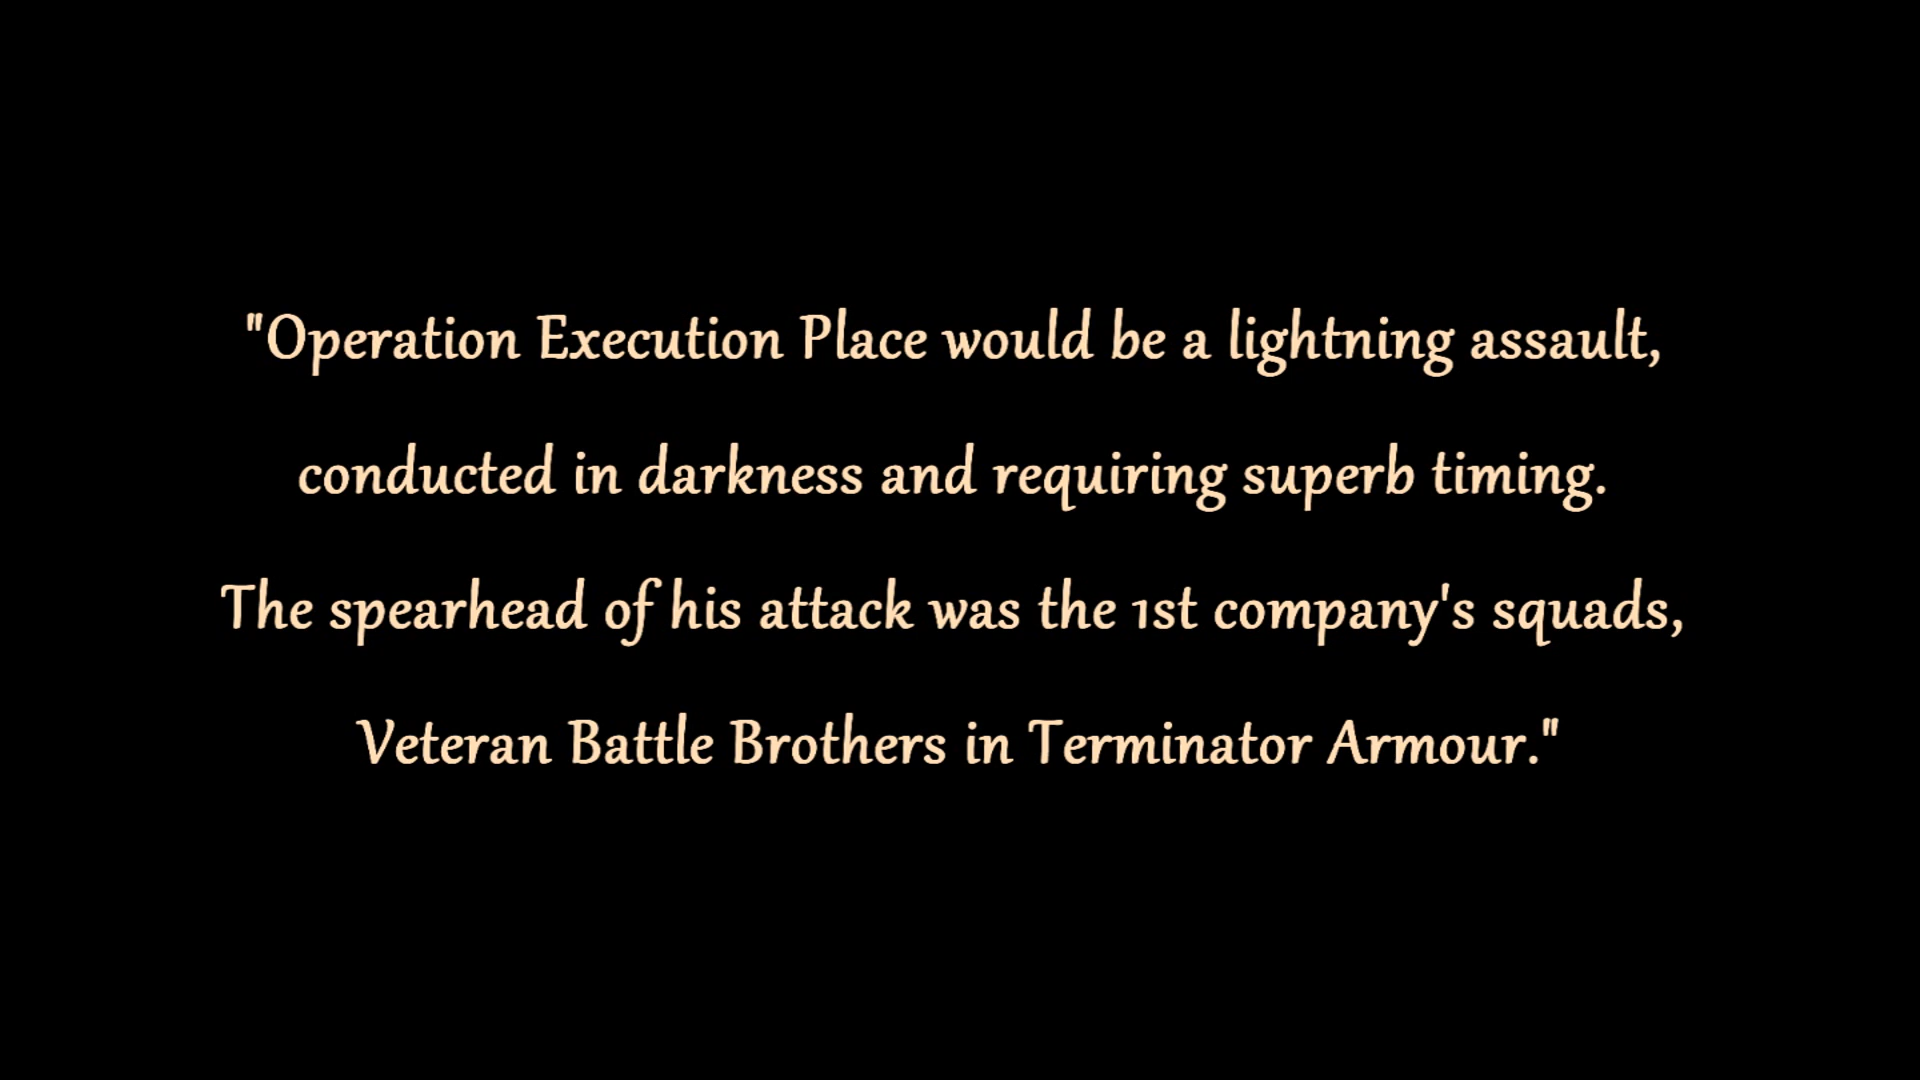 "Operation Execution Place would be a lightning assault,
conducted in darkness and requiring superb timing.
The spearhead of his attack was the 1st company's squads,
Veteran Battle Brothers in Terminator Armour."